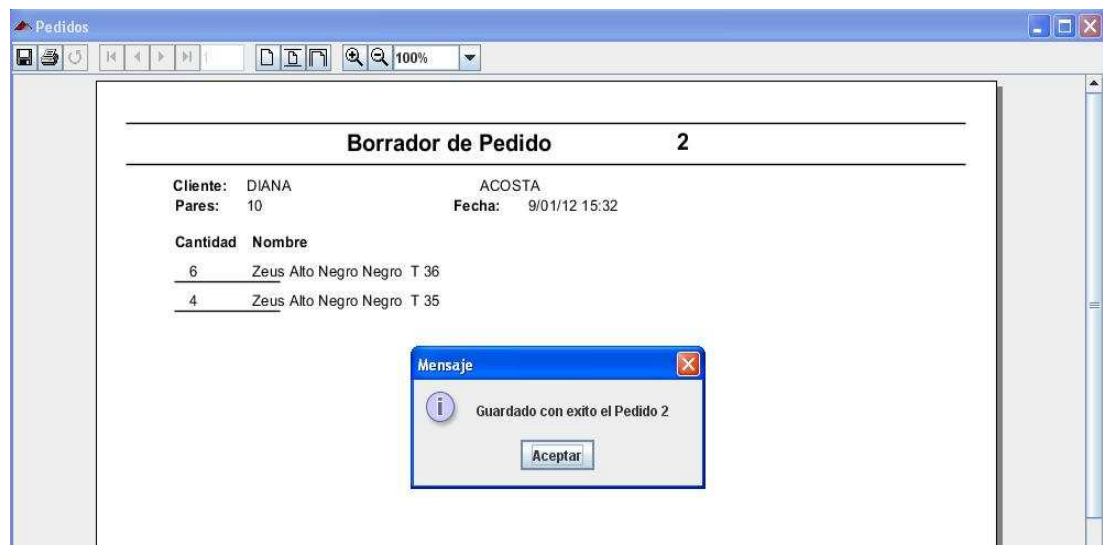 Pedidos
1 100%
Borrador de Pedido 2
Cliente: DIANA ACOSTA
Pares: 10 Fecha: 9/01/12 15:32
Cantidad Nombre
6 Zeus Alto Negro Negro T 36
4 Zeus Alto Negro Negro T 35
Mensaje
Guardado con exito el Pedido 2
Aceptar